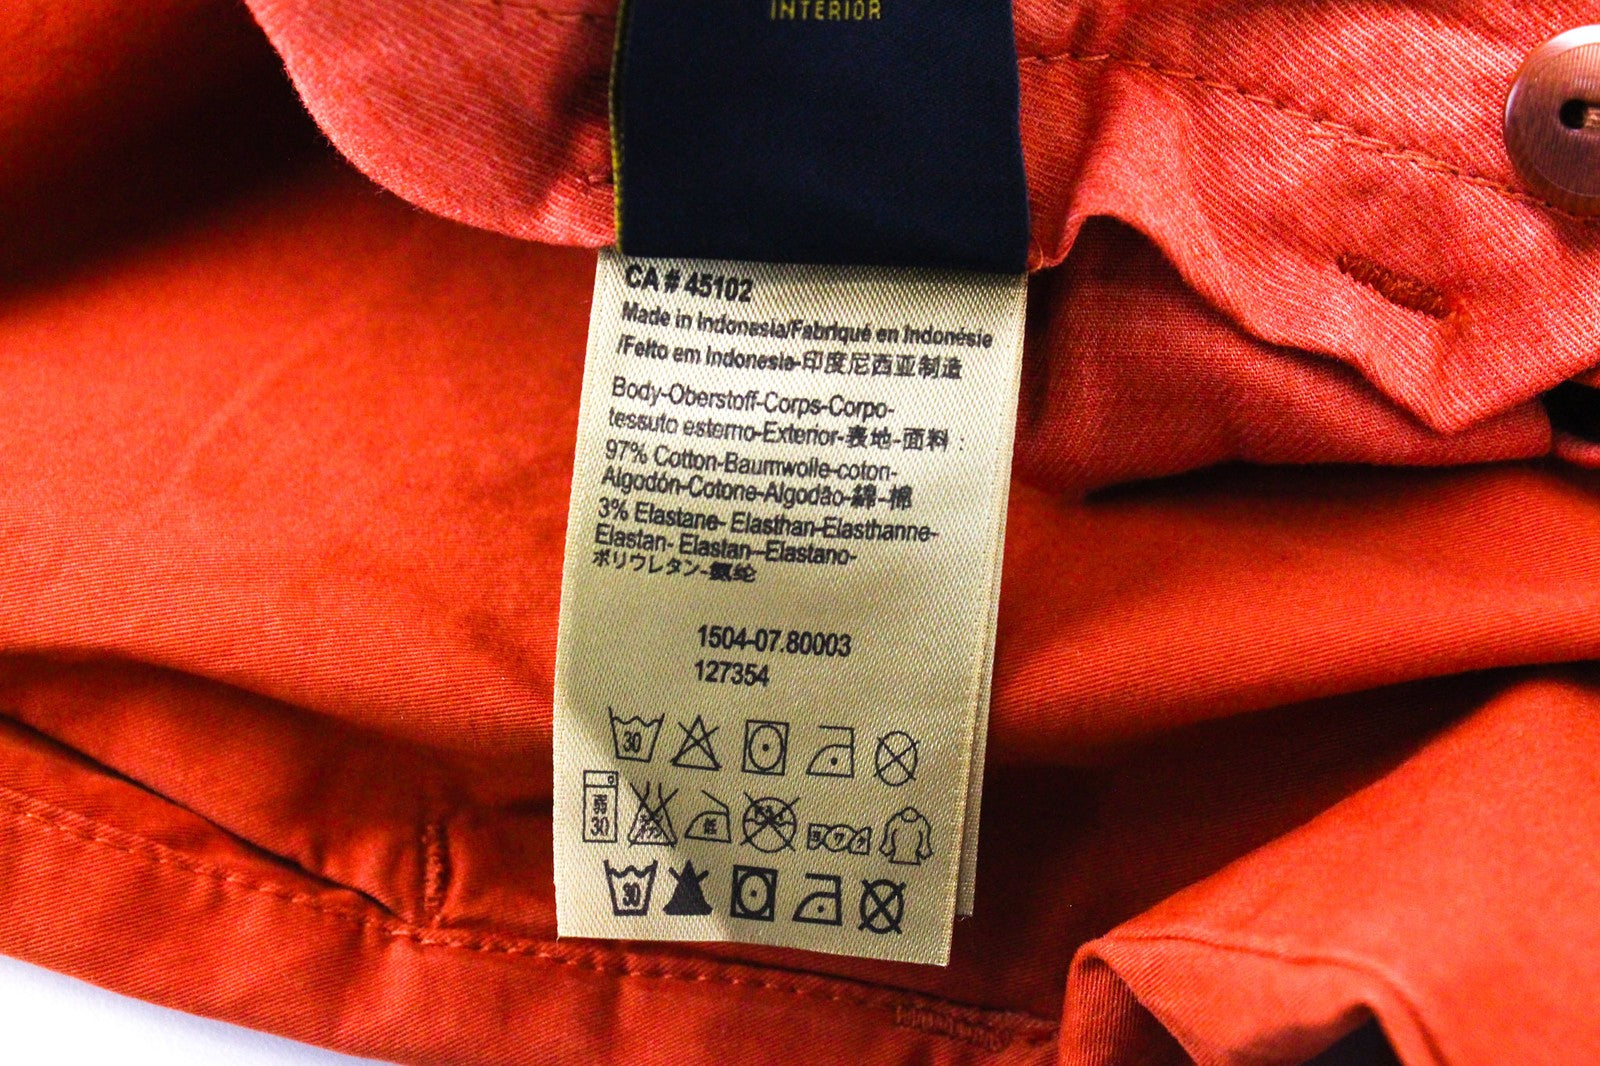 INTERIOR
CA # 45102
Made in Indonesia/Fabriqué en Indonésie
/Feito em Indonesie-印度尼西亚制造
Body-Oberstoff-Corps-Corpo-
tessuto esterno-Exterior-表地-面料 :
97% Cotton-Baumwolle-coton-
Algodón-Cotone-Algodão-綿-棉
3% Elastane- Elasthan-Elasthanne-
Elastan- Elastan--Elastano-
ポリウレタン-氨纶
1504-07.80003
127354
30
弱
30
低
30